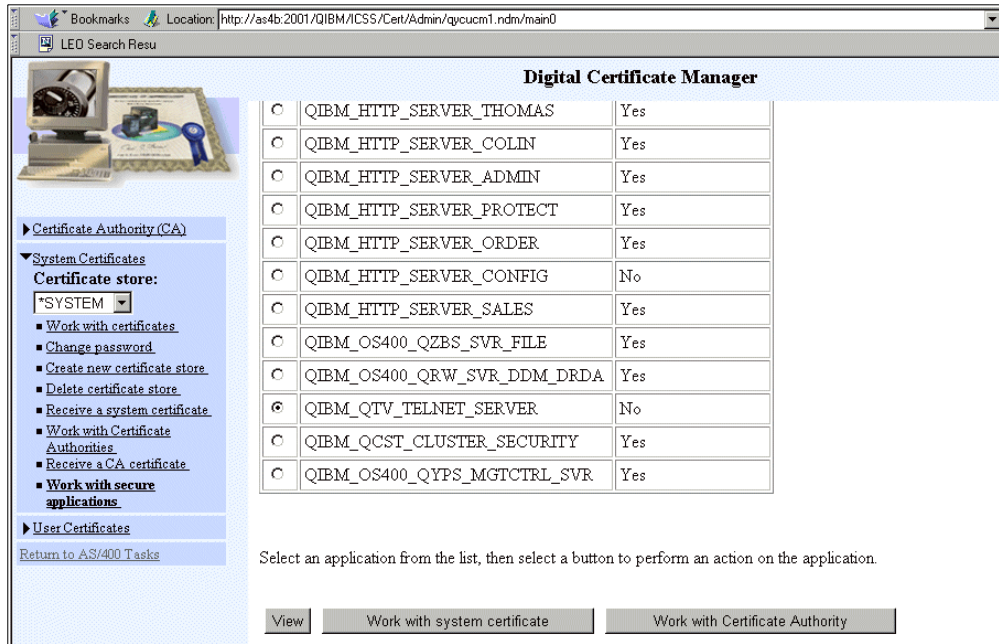 Bookmarks Location: http://as4b:2001/QIBM/ICSS/Cert/Admin/qycucm1.ndm/main0
LEO Search Resu
Digital Certificate Manager
Certificate Authority (CA)
System Certificates
Certificate store:
*SYSTEM
Work with certificates
Change password
Create new certificate store
Delete certificate store
Receive a system certificate
Work with Certificate
Authorities
Receive a CA certificate
Work with secure
applications
User Certificates
Return to AS/400 Tasks
QIBM_HTTP_SERVER_THOMAS Yes
QIBM_HTTP_SERVER_COLIN Yes
QIBM_HTTP_SERVER_ADMIN Yes
QIBM_HTTP_SERVER_PROTECT Yes
QIBM_HTTP_SERVER_ORDER Yes
QIBM_HTTP_SERVER_CONFIG No
QIBM_HTTP_SERVER_SALES Yes
QIBM_OS400_QZBS_SVR_FILE Yes
QIBM_OS400_QRW_SVR_DDM_DRDA Yes
QIBM_QTV_TELNET_SERVER No
QIBM_QCST_CLUSTER_SECURITY Yes
QIBM_OS400_QYPS_MGTCTRL_SVR Yes
Select an application from the list, then select a button to perform an action on the application.
View Work with system certificate Work with Certificate Authority